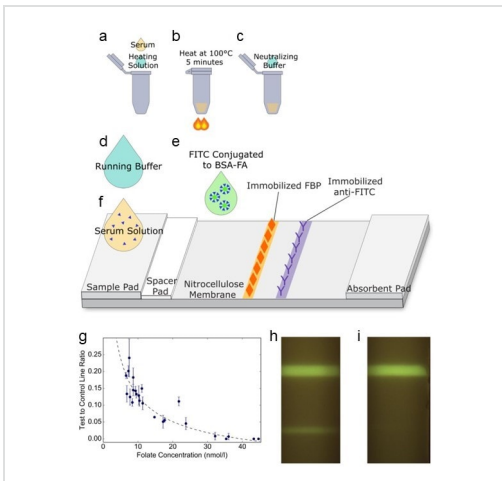 a
b
c
Serum
Heating
Solution
Heat at 100°C
5 minutes
Neutralizing
Buffer
d
e
Running Buffer
FITC Conjugated
to BSA-FA
Immobilized FBP
Immobilized
anti-FITC
f
Serum Solution
Sample Pad
Spacer
Pad
Nitrocellulose
Membrane
Absorbent Pad
g
h
i
Test to Control Line Ratio
0.25
0.20
0.15
0.10
0.05
0.00
0
10
20
30
40
Folate Concentration (nmol/l)